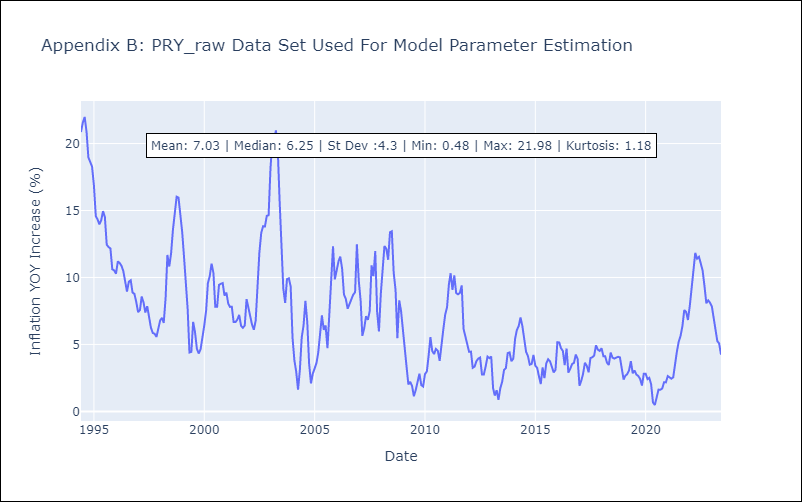 Appendix B: PRY_raw Data Set Used For Model Parameter Estimation
Mean: 7.03 | Median: 6.25 | St Dev :4.3 | Min: 0.48 | Max: 21.98 | Kurtosis: 1.18
Inflation YOY Increase (%)
20
15
10
5
0
1995
2000
2005
2010
2015
2020
Date